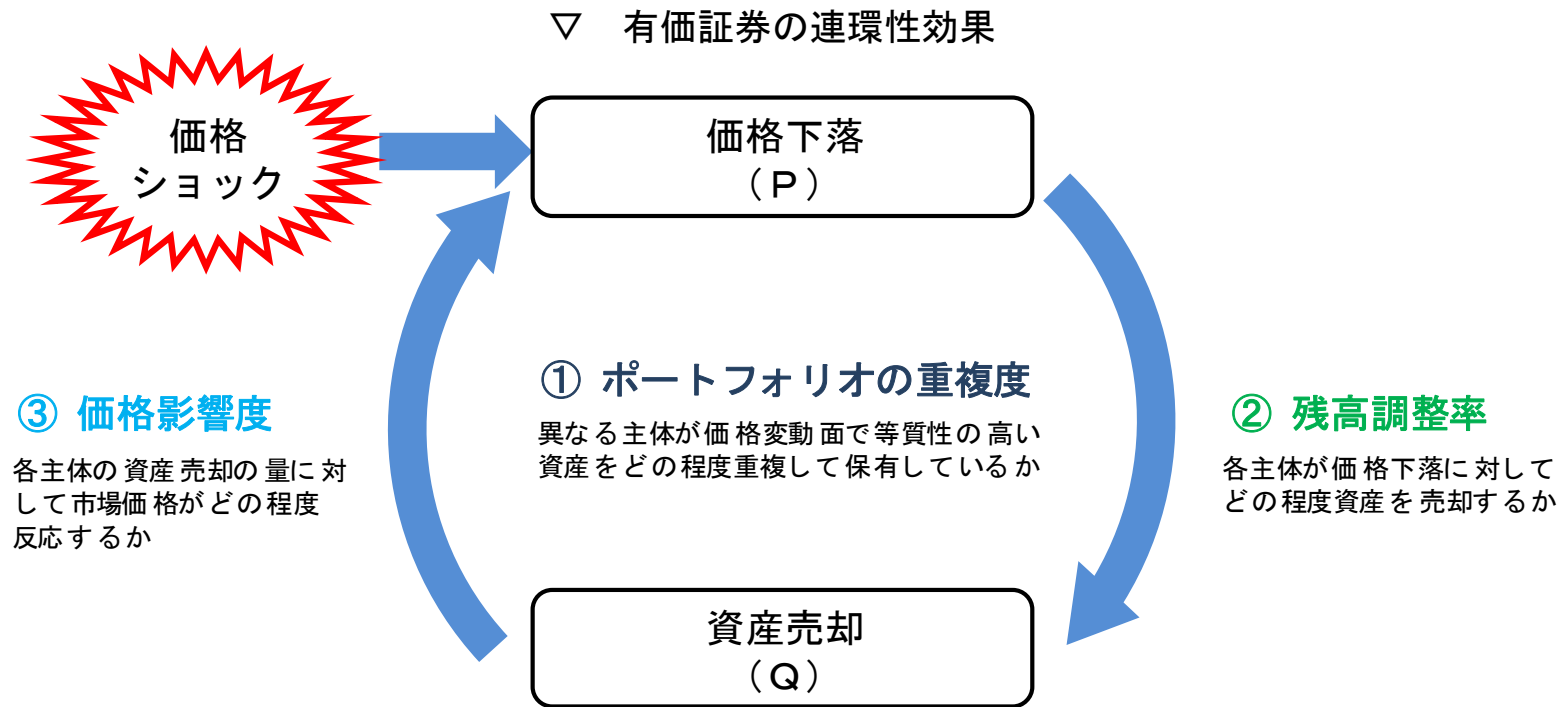 ▽　有価証券の連環性効果
価格
ショック
価格下落
（Ｐ）
① ポートフォリオの重複度
異なる主体が価格変動面で等質性の高い
資産をどの程度重複して保有しているか
② 残高調整率
各主体が価格下落に対して
どの程度資産を売却するか
③ 価格影響度
各主体の資産売却の量に対
して市場価格がどの程度
反応するか
資産売却
（Ｑ）